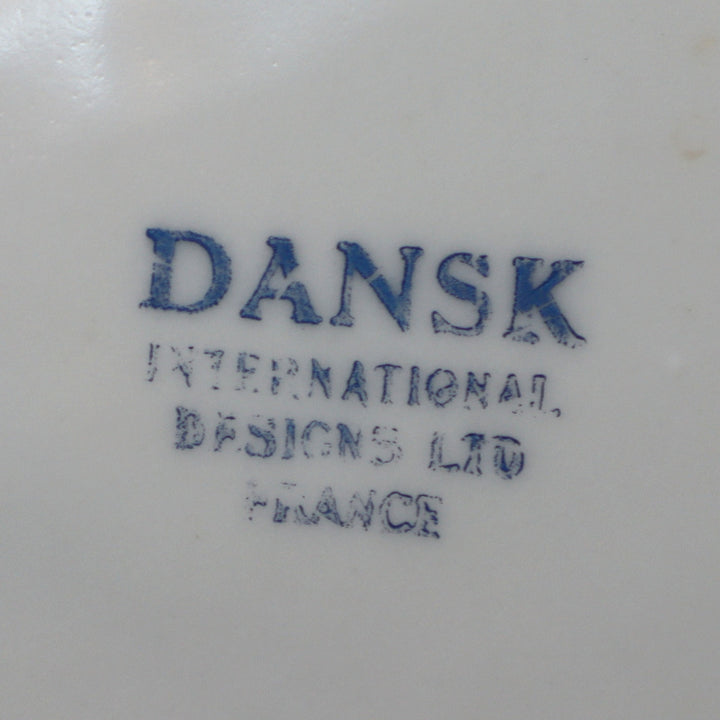 DANSK
INTERNATIONAL
DESIGNS LTD
FRANCE